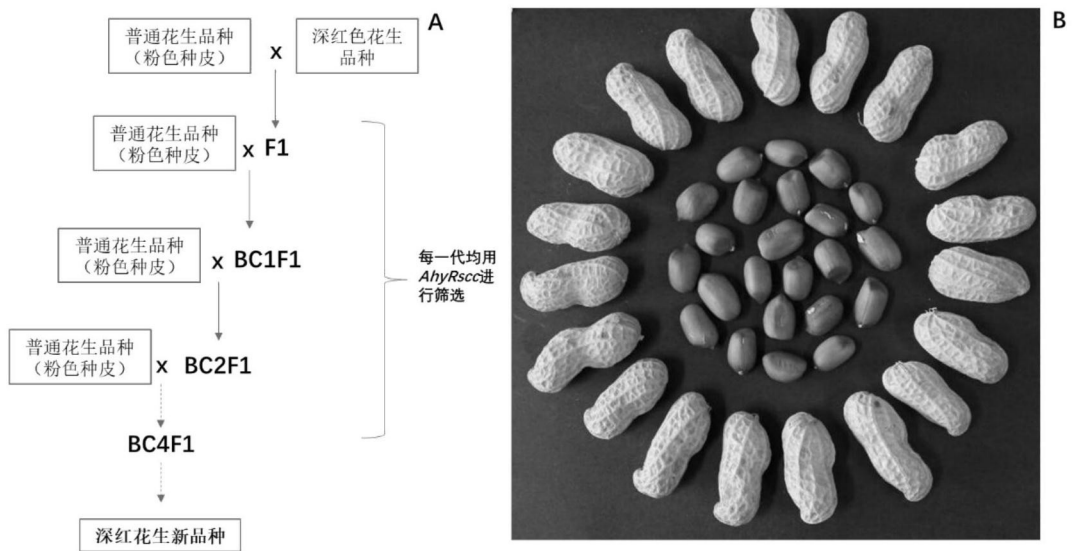 A
B
普通花生品种
（粉色种皮）
x
深红色花生
品种
普通花生品种
（粉色种皮）
x F1
普通花生品种
（粉色种皮）
x BC1F1
每一代均用
AhyRscc进
行筛选
普通花生品种
（粉色种皮）
x BC2F1
BC4F1
深红花生新品种